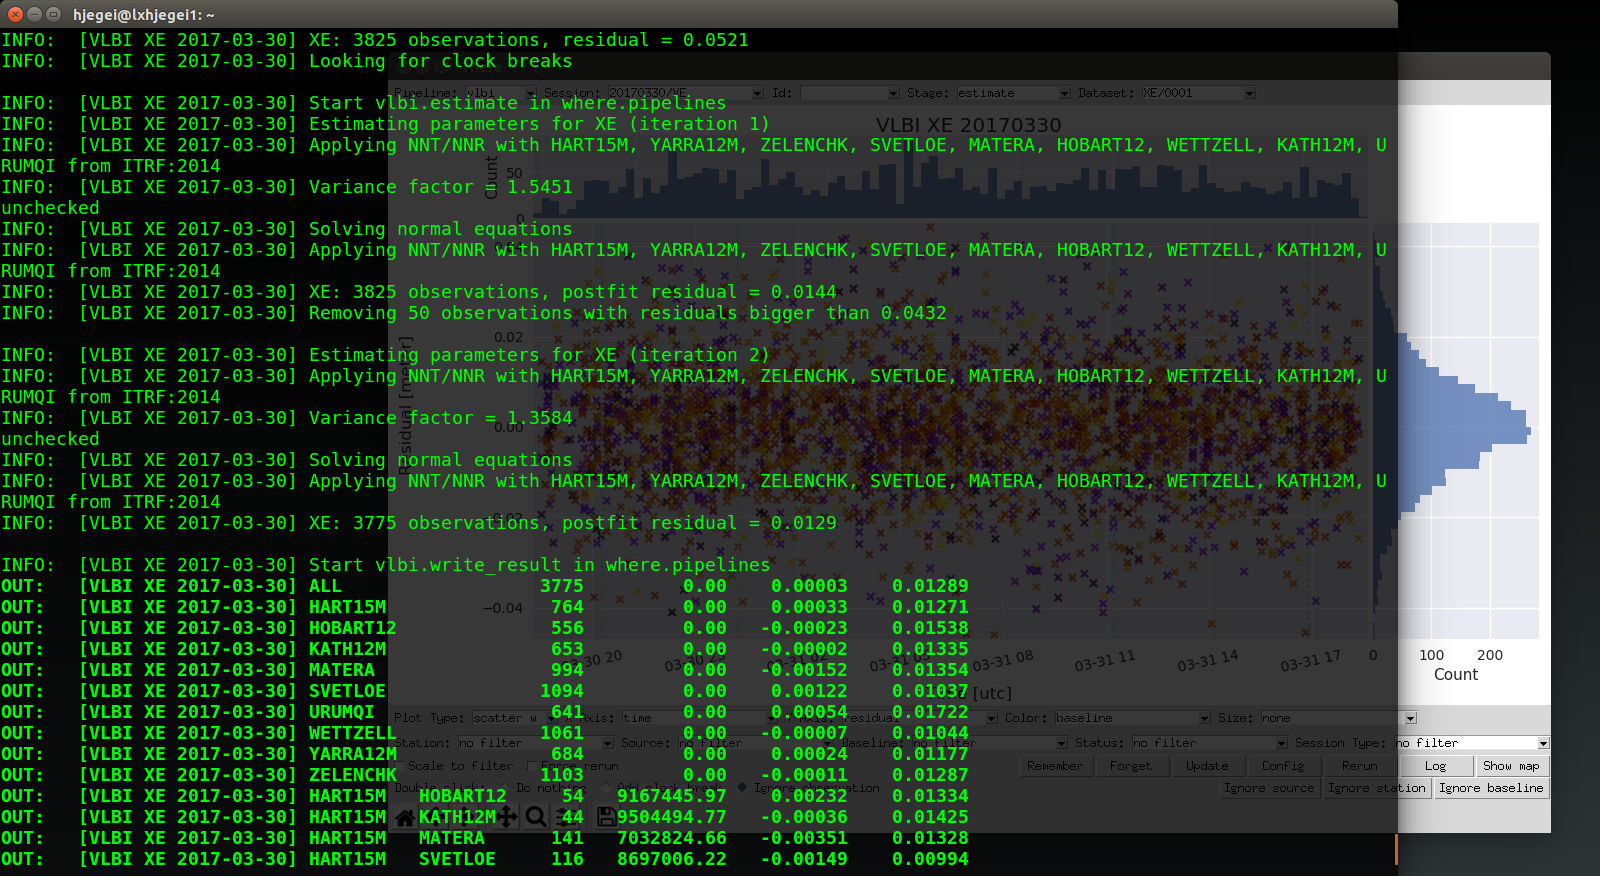 hjegei@lxhjegei1: ~
INFO:  [VLBI XE 2017-03-30] XE: 3825 observations, residual = 0.0521
INFO:  [VLBI XE 2017-03-30] Looking for clock breaks
INFO:  [VLBI XE 2017-03-30] Start vlbi.estimate in where.pipelines
INFO:  [VLBI XE 2017-03-30] Estimating parameters for XE (iteration 1)
INFO:  [VLBI XE 2017-03-30] Applying NNT/NNR with HART15M, YARRA12M, ZELENCHK, SVETLOE, MATERA, HOBART12, WETTZELL, KATH12M, U
RUMQI from ITRF:2014
INFO:  [VLBI XE 2017-03-30] Variance factor = 1.5451
unchecked
INFO:  [VLBI XE 2017-03-30] Solving normal equations
INFO:  [VLBI XE 2017-03-30] Applying NNT/NNR with HART15M, YARRA12M, ZELENCHK, SVETLOE, MATERA, HOBART12, WETTZELL, KATH12M, U
RUMQI from ITRF:2014
INFO:  [VLBI XE 2017-03-30] XE: 3825 observations, postfit residual = 0.0144
INFO:  [VLBI XE 2017-03-30] Removing 50 observations with residuals bigger than 0.0432
INFO:  [VLBI XE 2017-03-30] Estimating parameters for XE (iteration 2)
INFO:  [VLBI XE 2017-03-30] Applying NNT/NNR with HART15M, YARRA12M, ZELENCHK, SVETLOE, MATERA, HOBART12, WETTZELL, KATH12M, U
RUMQI from ITRF:2014
INFO:  [VLBI XE 2017-03-30] Variance factor = 1.3584
unchecked
INFO:  [VLBI XE 2017-03-30] Solving normal equations
INFO:  [VLBI XE 2017-03-30] Applying NNT/NNR with HART15M, YARRA12M, ZELENCHK, SVETLOE, MATERA, HOBART12, WETTZELL, KATH12M, U
RUMQI from ITRF:2014
INFO:  [VLBI XE 2017-03-30] XE: 3775 observations, postfit residual = 0.0129
INFO:  [VLBI XE 2017-03-30] Start vlbi.write_result in where.pipelines
OUT:   [VLBI XE 2017-03-30] ALL 3775 0.00 0.00003 0.01289
OUT:   [VLBI XE 2017-03-30] HART15M 764 0.00 0.00033 0.01271
OUT:   [VLBI XE 2017-03-30] HOBART12 556 0.00 -0.00023 0.01538
OUT:   [VLBI XE 2017-03-30] KATH12M 653 0.00 -0.00002 0.01335
OUT:   [VLBI XE 2017-03-30] MATERA 994 0.00 -0.00152 0.01354
OUT:   [VLBI XE 2017-03-30] SVETLOE 1094 0.00 0.00122 0.01037
OUT:   [VLBI XE 2017-03-30] URUMQI 641 0.00 0.00054 0.01722
OUT:   [VLBI XE 2017-03-30] WETTZELL 1061 0.00 -0.00007 0.01044
OUT:   [VLBI XE 2017-03-30] YARRA12M 684 0.00 0.00024 0.01177
OUT:   [VLBI XE 2017-03-30] ZELENCHK 1103 0.00 -0.00011 0.01287
OUT:   [VLBI XE 2017-03-30] HART15M HOBART12 54 9167445.97 0.00232 0.01334
OUT:   [VLBI XE 2017-03-30] HART15M KATH12M 44 9504494.77 -0.00036 0.01425
OUT:   [VLBI XE 2017-03-30] HART15M MATERA 141 7032824.66 -0.00351 0.01328
OUT:   [VLBI XE 2017-03-30] HART15M SVETLOE 116 8697006.22 -0.00149 0.00994
Pipeline: vlbi Session: 20170330/XE Id: Stage: estimate Dataset: XE/0001
VLBI XE 20170330
Count
50
0
Residual [meter]
0.02
0.00
-0.04
03-30 20 03-31 02 03-31 08 03-31 11 03-31 14 03-31 17
[utc]
0 100 200
Count
Plot Type: scatter w Axis: time Axis: residual Color: baseline Size: none
Station: no filter Source: no filter Baseline: no filter Status: no filter Session Type: no filter
Scale to filter Force rerun Remember Forget Update Config Rerun Log Show map
Double click: Do nothing Add clock break Ignore observation Ignore source Ignore station Ignore baseline